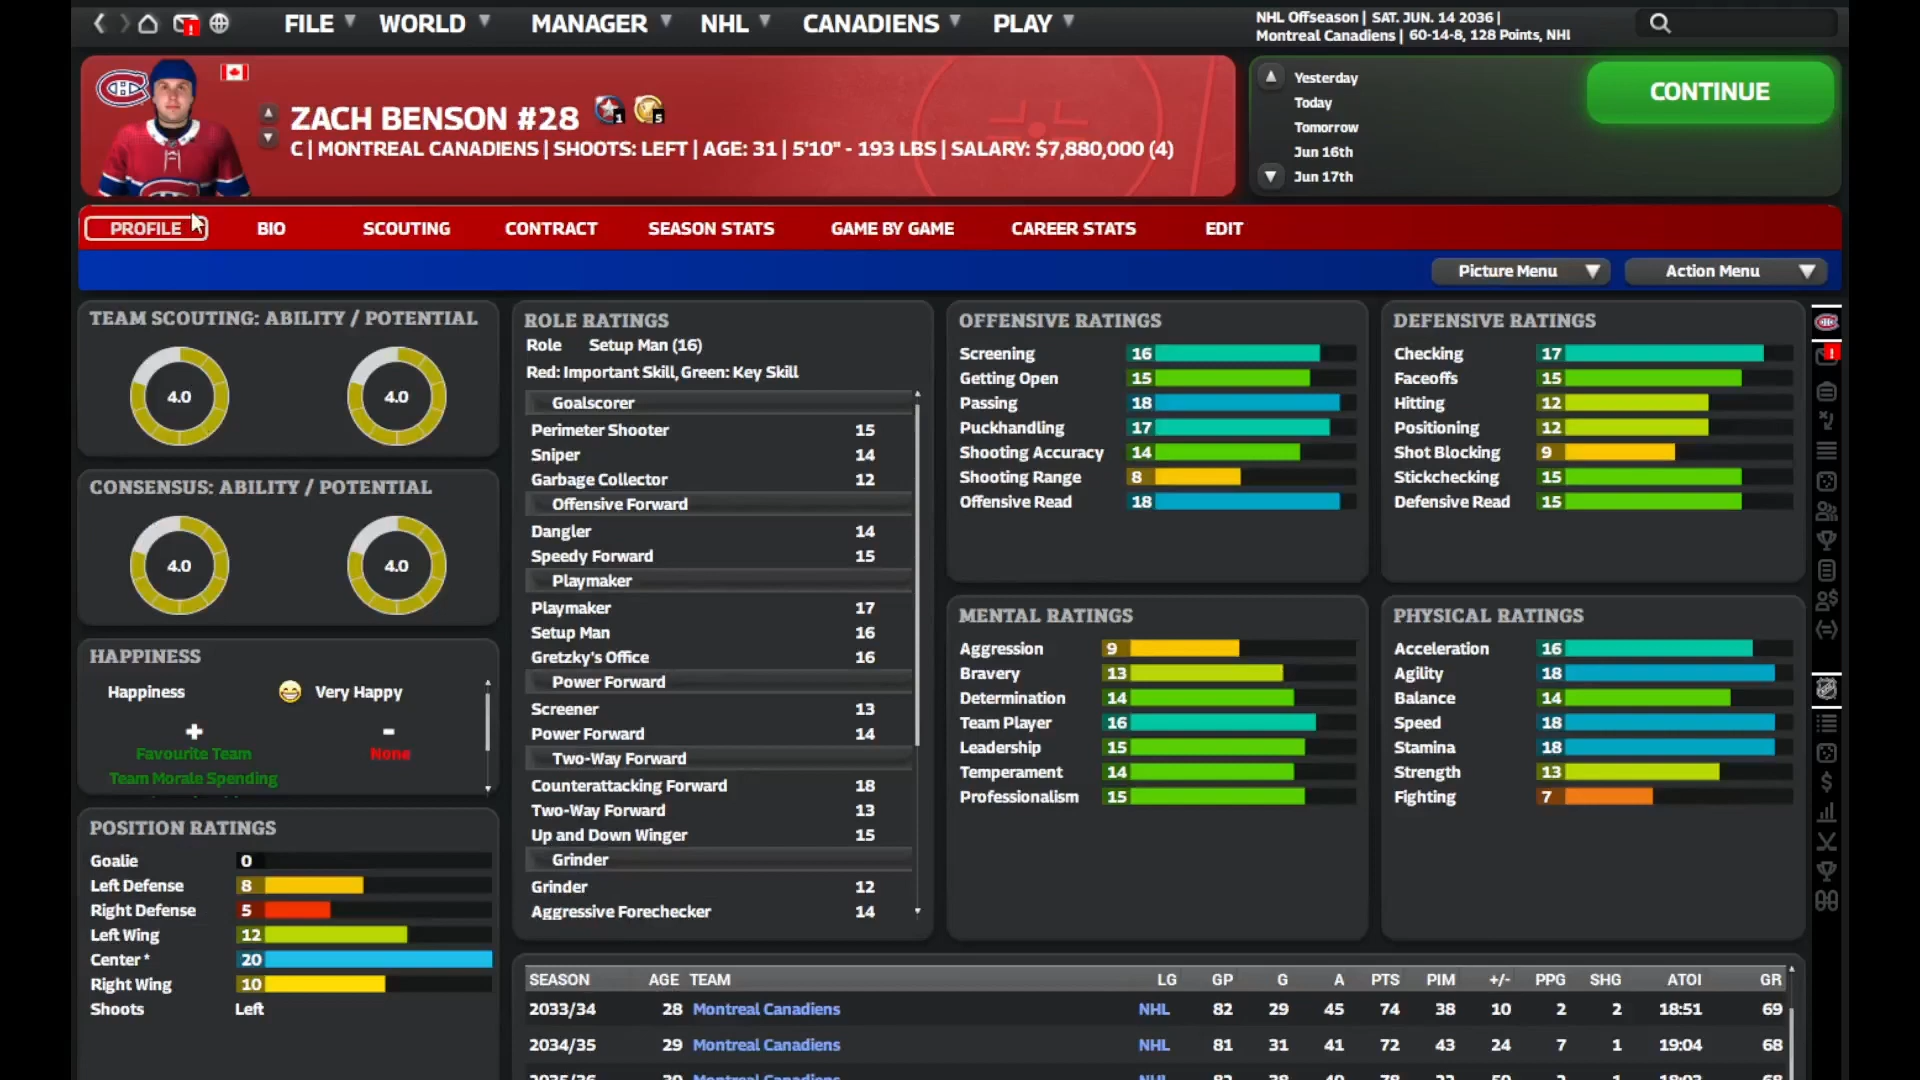 FILE WORLD MANAGER NHL CANADIENS PLAY
NHL Offseason | SAT. JUN. 14 2036 |
Montreal Canadiens | 60-14-8, 128 Points, NHL
ZACH BENSON #28 1 5
C | MONTREAL CANADIENS | SHOOTS: LEFT | AGE: 31 | 5'10" - 193 LBS | SALARY: $7,880,000 (4)
Yesterday
Today
Tomorrow
Jun 16th
Jun 17th
CONTINUE
PROFILE BIO SCOUTING CONTRACT SEASON STATS GAME BY GAME CAREER STATS EDIT
Picture Menu Action Menu
TEAM SCOUTING: ABILITY / POTENTIAL
4.0 4.0
CONSENSUS: ABILITY / POTENTIAL
4.0 4.0
HAPPINESS
Happiness Very Happy
+ -
Favourite Team None
Team Morale Spending
POSITION RATINGS
Goalie 0
Left Defense 8
Right Defense 5
Left Wing 12
Center * 20
Right Wing 10
Shoots Left
ROLE RATINGS
Role Setup Man (16)
Red: Important Skill, Green: Key Skill
Goalscorer
Perimeter Shooter 15
Sniper 14
Garbage Collector 12
Offensive Forward
Dangler 14
Speedy Forward 15
Playmaker
Playmaker 17
Setup Man 16
Gretzky's Office 16
Power Forward
Screener 13
Power Forward 14
Two-Way Forward
Counterattacking Forward 18
Two-Way Forward 13
Up and Down Winger 15
Grinder
Grinder 12
Aggressive Forechecker 14
OFFENSIVE RATINGS
Screening 16
Getting Open 15
Passing 18
Puckhandling 17
Shooting Accuracy 14
Shooting Range 8
Offensive Read 18
DEFENSIVE RATINGS
Checking 17
Faceoffs 15
Hitting 12
Positioning 12
Shot Blocking 9
Stickchecking 15
Defensive Read 15
MENTAL RATINGS
Aggression 9
Bravery 13
Determination 14
Team Player 16
Leadership 15
Temperament 14
Professionalism 15
PHYSICAL RATINGS
Acceleration 16
Agility 18
Balance 14
Speed 18
Stamina 18
Strength 13
Fighting 7
SEASON AGE TEAM LG GP G A PTS PIM +/- PPG SHG ATOI GR
2033/34 28 Montreal Canadiens NHL 82 29 45 74 38 10 2 2 18:51 69
2034/35 29 Montreal Canadiens NHL 81 31 41 72 43 24 7 1 19:04 68